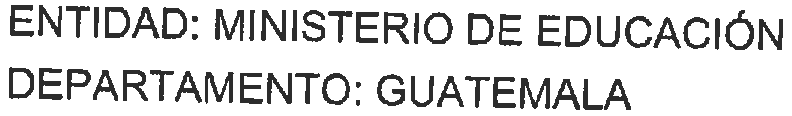 ENTIDAD: MINISTERIO DE EDUCACIÓN
DEPARTAMENTO: GUATEMALA